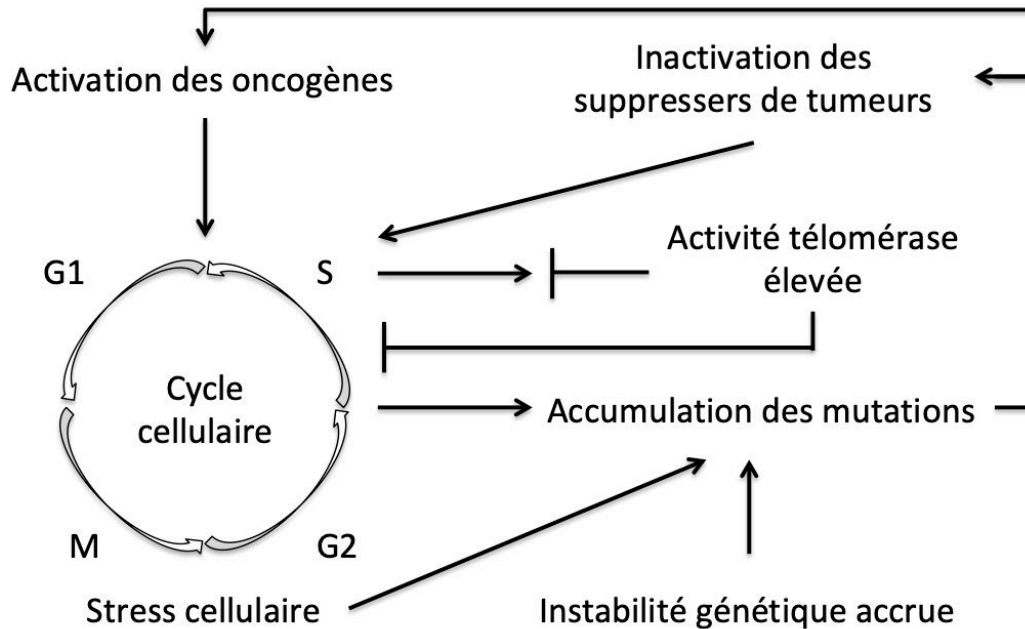 Activation des oncogènes
Inactivation des
suppressers de tumeurs
G1
S
Activité télomérase
élevée
Cycle
cellulaire
Accumulation des mutations
M
G2
Stress cellulaire
Instabilité génétique accrue